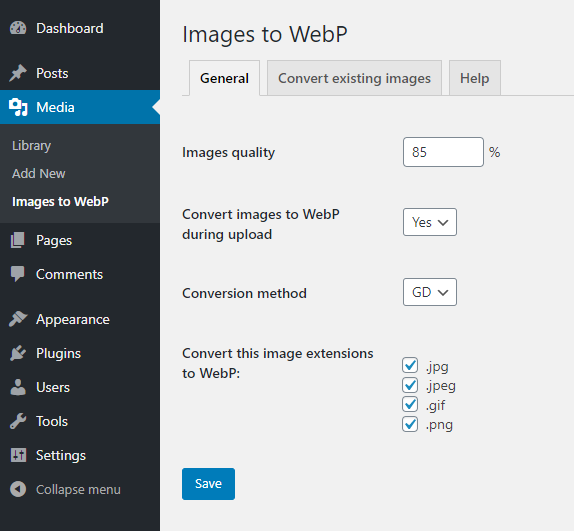 Dashboard
Posts
Media
Library
Add New
Images to WebP
Pages
Comments
Appearance
Plugins
Users
Tools
Settings
Collapse menu
Images to WebP
General
Convert existing images
Help
Images quality
85 %
Convert images to WebP
during upload
Yes
Conversion method
GD
Convert this image extensions
to WebP:
.jpg
.jpeg
.gif
.png
Save